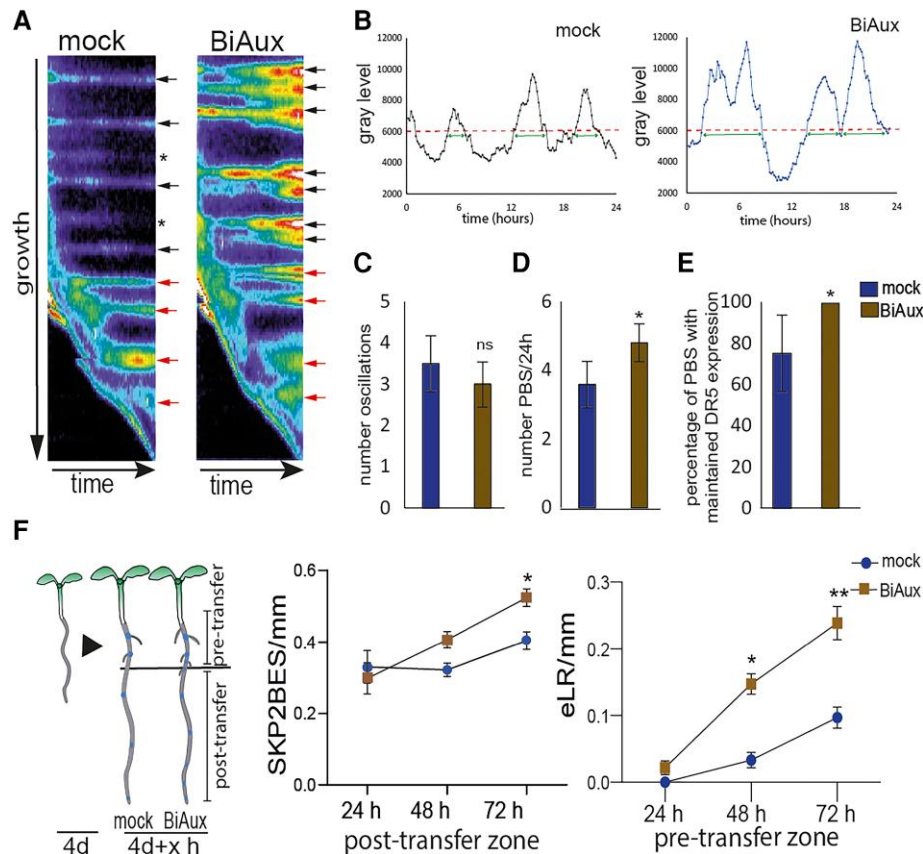 A
mock
BiAux
growth
*
*
time
time
B
mock
gray level
12000
10000
8000
6000
4000
2000
0
6
12
18
24
time (hours)
BiAux
gray level
12000
10000
8000
6000
4000
2000
0
6
12
18
24
time (hours)
C
number oscillations
5
4
3
2
1
0
ns
D
number PBS/24h
6
4
2
0
*
E
percentage of PBS with
maintained DR5 expression
100
80
60
40
20
0
*
mock
BiAux
F
pre-transfer
post-transfer
mock BiAux
4d
4d+x h
SKP2BES/mm
0.6
0.4
0.2
0.0
*
24 h 48 h 72 h
post-transfer zone
eLR/mm
0.3
0.2
0.1
0.0
*
**
24 h 48 h 72 h
pre-transfer zone
mock
BiAux